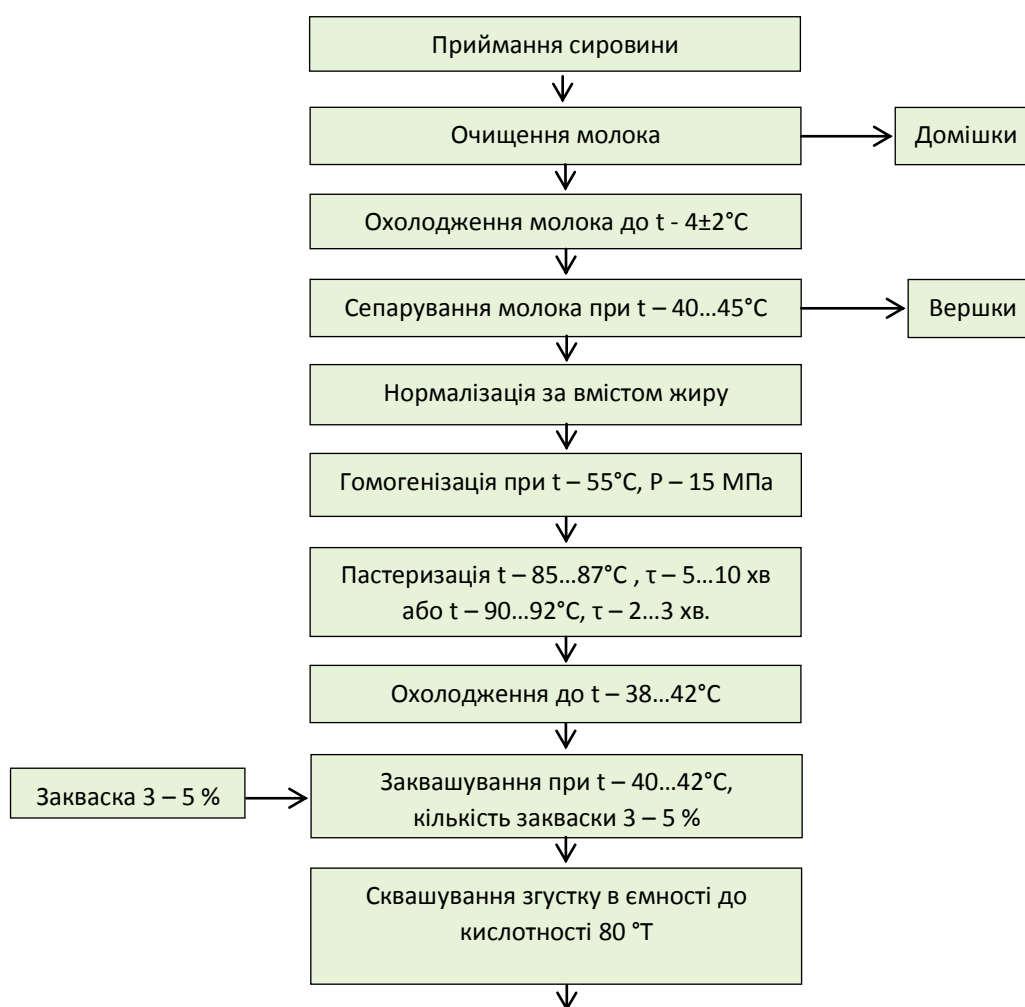 Приймання сировини
Очищення молока
Домішки
Охолодження молока до t - 4±2°С
Сепарування молока при t – 40…45°С
Вершки
Нормалізація за вмістом жиру
Гомогенізація при t – 55°С, Р – 15 МПа
Пастеризація t – 85…87°С , τ – 5…10 хв
або t – 90…92°С, τ – 2…3 хв.
Охолодження до t – 38…42°С
Закваска 3 – 5 %
Заквашування при t – 40…42°С,
кількість закваски 3 – 5 %
Сквашування згустку в ємності до
кислотності 80 °Т